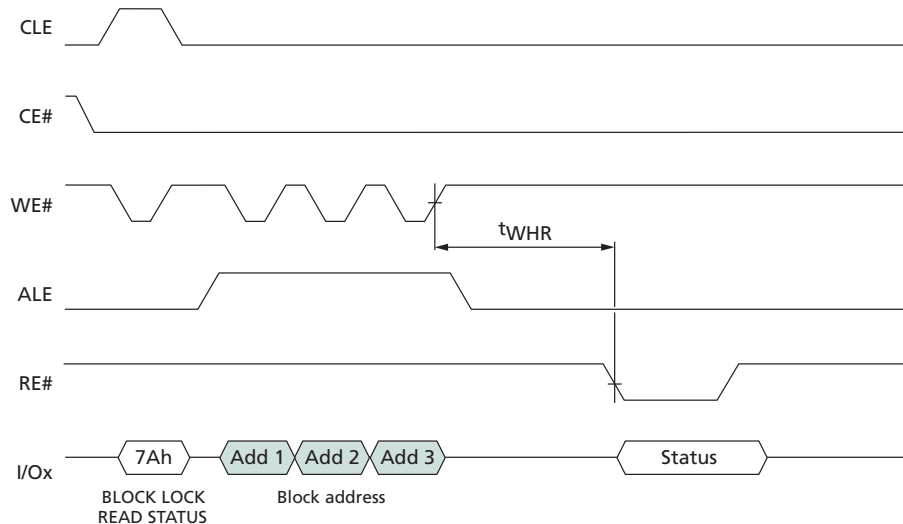 CLE
CE#
WE#
tWHR
ALE
RE#
I/Ox
7Ah
Add 1
Add 2
Add 3
Status
BLOCK LOCK
READ STATUS
Block address